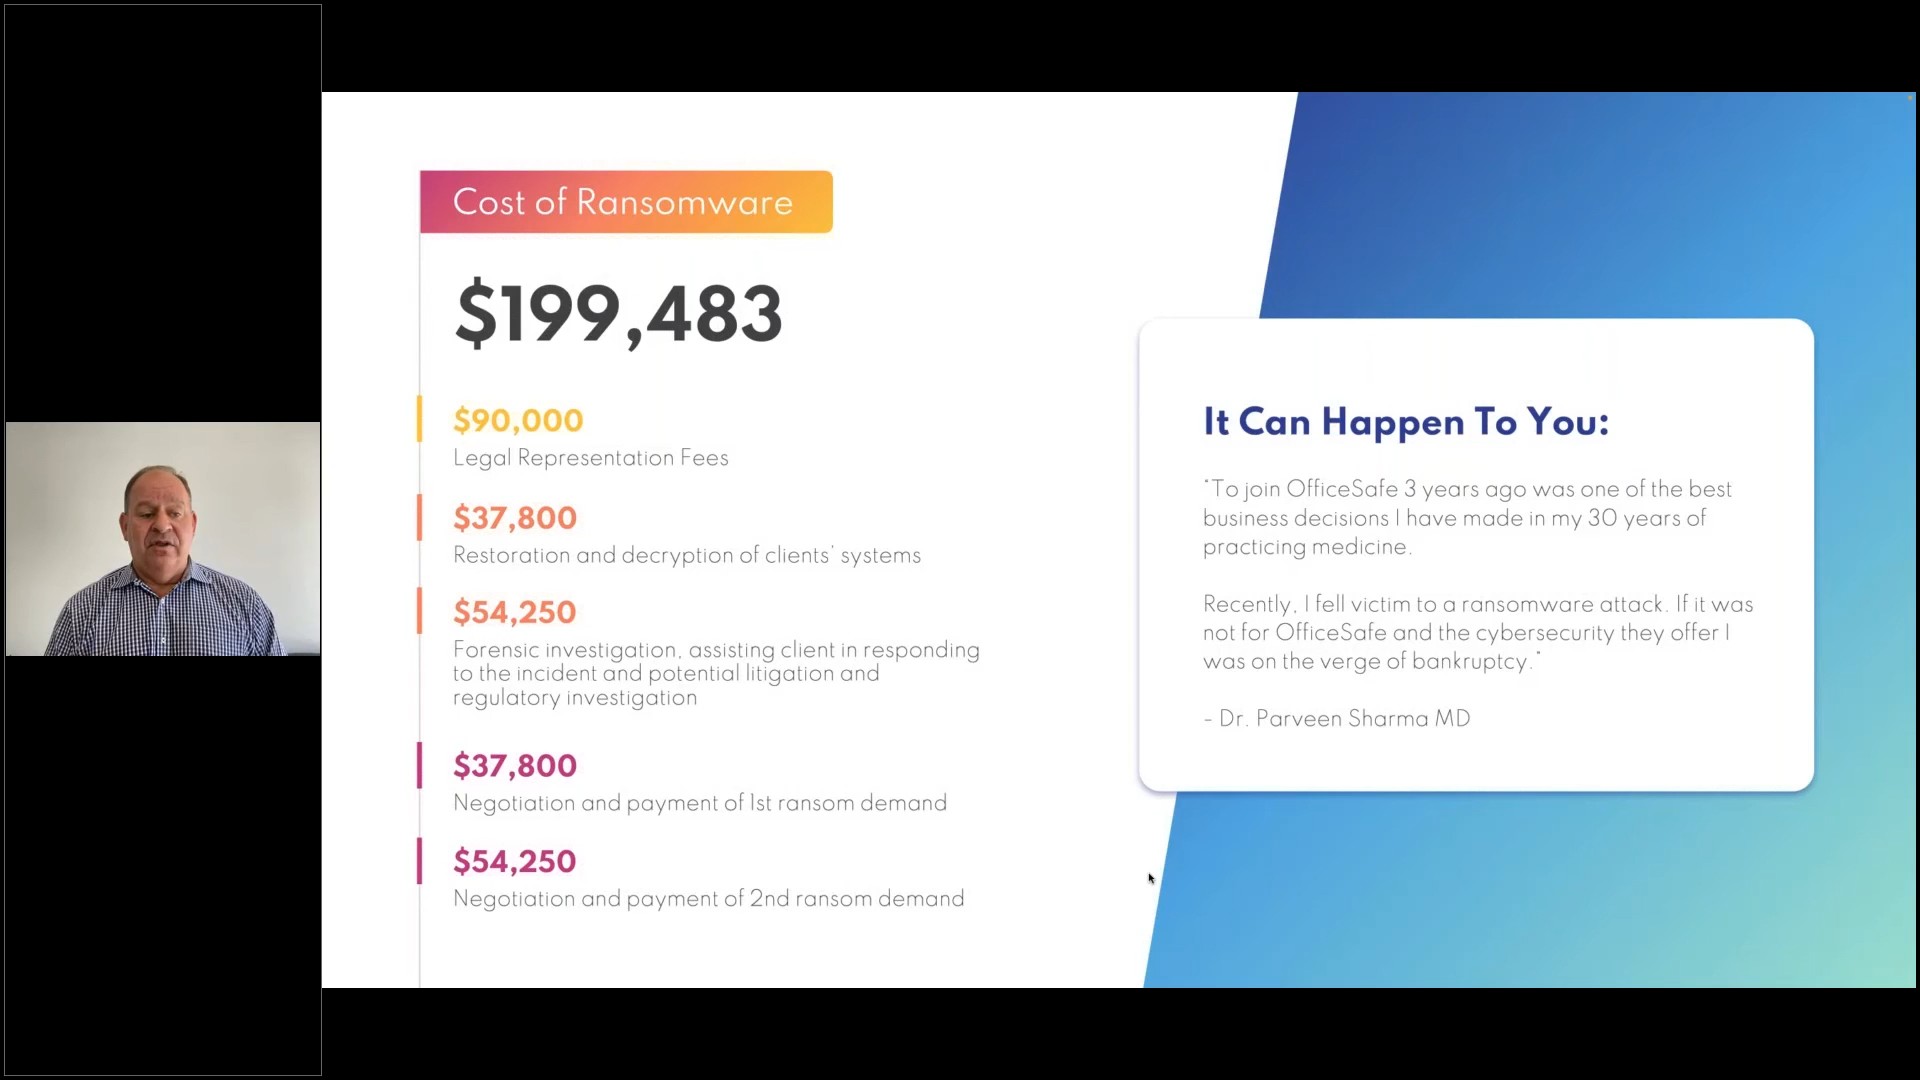 Cost of Ransomware
$199,483
$90,000
Legal Representation Fees
$37,800
Restoration and decryption of clients’ systems
$54,250
Forensic investigation, assisting client in responding
to the incident and potential litigation and
regulatory investigation
$37,800
Negotiation and payment of 1st ransom demand
$54,250
Negotiation and payment of 2nd ransom demand
It Can Happen To You:
"To join OfficeSafe 3 years ago was one of the best
business decisions I have made in my 30 years of
practicing medicine.
Recently, I fell victim to a ransomware attack. If it was
not for OfficeSafe and the cybersecurity they offer I
was on the verge of bankruptcy."
– Dr. Parveen Sharma MD